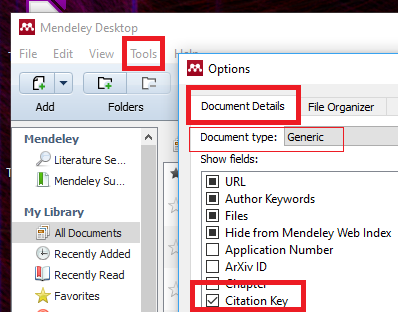 Mendeley Desktop
File Edit View Tools Help
Add Folders
Mendeley
Literature Se...
Mendeley Su...
My Library
All Documents
Recently Added
Recently Read
Favorites
Options
Document Details File Organizer
Document type: Generic
Show fields:
URL
Author Keywords
Files
Hide from Mendeley Web Index
Application Number
ArXiv ID
Chapter
Citation Key